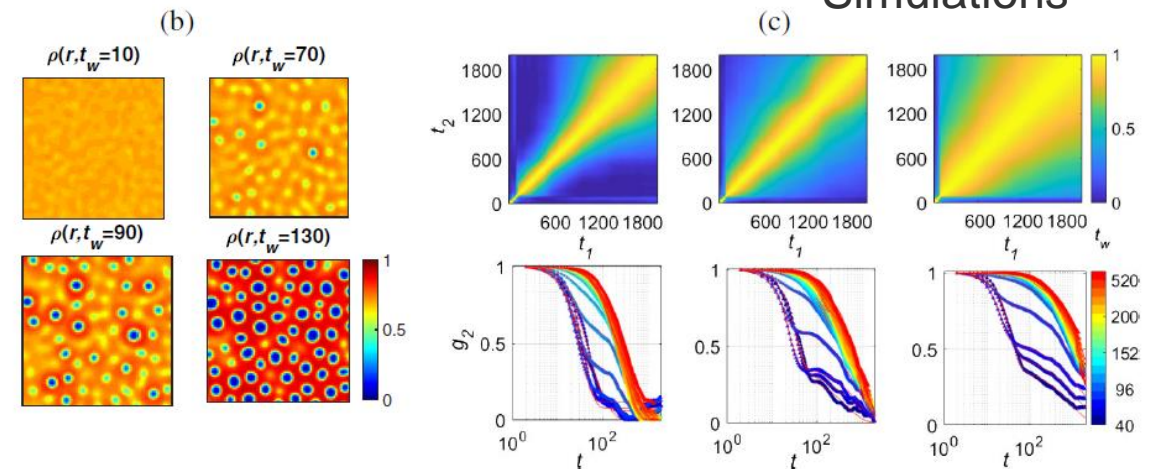 Simulations
(b)
(c)
ρ(r,t_w=10)
ρ(r,t_w=70)
ρ(r,t_w=90)
ρ(r,t_w=130)
1
0.5
0
t_2
1800
1200
600
0
600 1200 1800
t_1
1800
1200
600
0
600 1200 1800
t_1
1800
1200
600
0
600 1200 1800
t_1
1
0.5
0
g_2
1
0.5
0
10^0
10^2
t
1
0.5
0
10^0
10^2
t
1
0.5
0
10^0
10^2
t
t_w
520
200
152
96
40